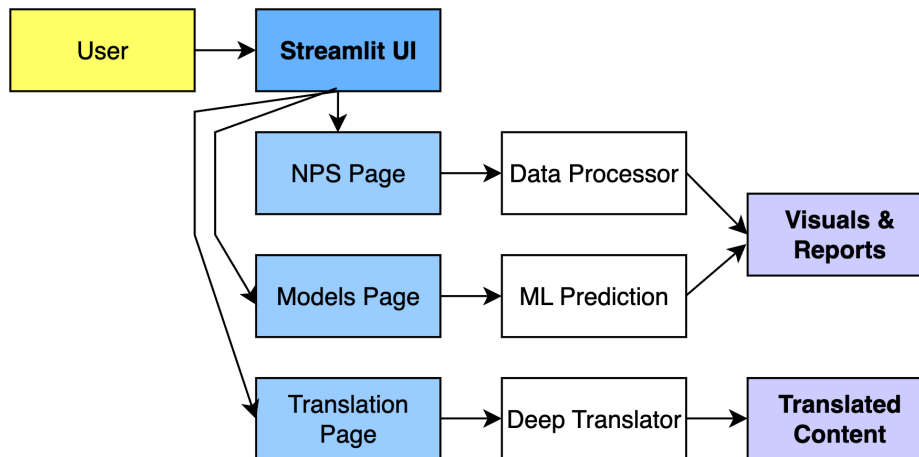 User
Streamlit UI
NPS Page
Data Processor
Visuals &
Reports
Models Page
ML Prediction
Translation
Page
Deep Translator
Translated
Content